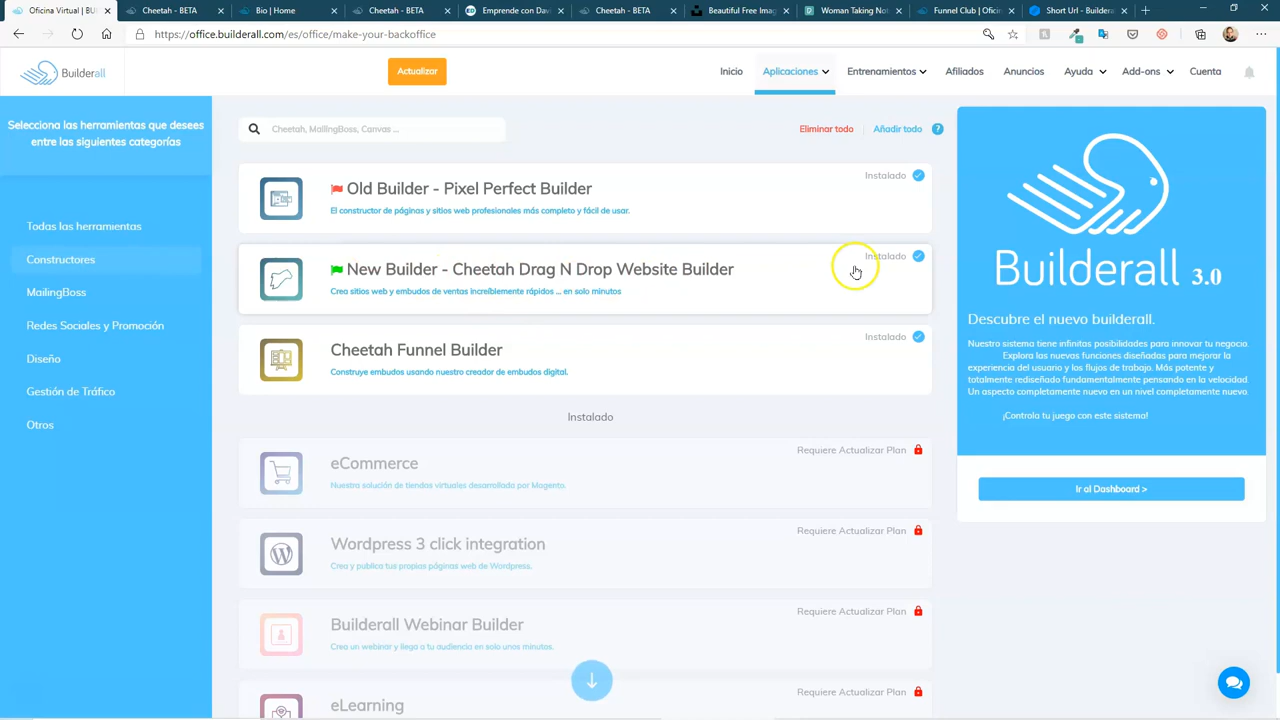 Oficina Virtual | BU
Cheetah - BETA
Bio | Home
Cheetah - BETA
Emprende con Dav
Cheetah - BETA
Beautiful Free Imag
Woman Taking Not
Funnel Club | Oficin
Short Url - Buildera
https://office.builderall.com/es/office/make-your-backoffice
Builderall
Actualizar
Inicio
Aplicaciones
Entrenamientos
Afiliados
Anuncios
Ayuda
Add-ons
Cuenta
Selecciona las herramientas que desees
entre las siguientes categorías
Todas las herramientas
Constructores
MailingBoss
Redes Sociales y Promoción
Diseño
Gestión de Tráfico
Otros
Cheetah, MailingBoss, Canvas ...
Eliminar todo
Añadir todo ?
Instalado
Old Builder - Pixel Perfect Builder
El constructor de páginas y sitios web profesionales más completo y fácil de usar.
Instalado
New Builder - Cheetah Drag N Drop Website Builder
Crea sitios web y embudos de ventas increíblemente rápidos ... en solo minutos
Instalado
Cheetah Funnel Builder
Construye embudos usando nuestro creador de embudos digital.
Instalado
Requiere Actualizar Plan
eCommerce
Nuestra solución de tiendas virtuales desarrollada por Magento.
Requiere Actualizar Plan
Wordpress 3 click integration
Crea y publica tus propias páginas web de Wordpress.
Requiere Actualizar Plan
Builderall Webinar Builder
Crea un webinar y llega a tu audiencia en solo unos minutos.
Requiere Actualizar Plan
eLearning
Builderall 3.0
Descubre el nuevo builderall.
Nuestro sistema tiene infinitas posibilidades para innovar tu negocio.
Explora las nuevas funciones diseñadas para mejorar la
experiencia del usuario y los flujos de trabajo. Más potente y
totalmente rediseñado fundamentalmente pensando en la velocidad.
Un aspecto completamente nuevo en un nivel completamente nuevo
¡Controla tu juego con este sistema!
Ir al Dashboard >